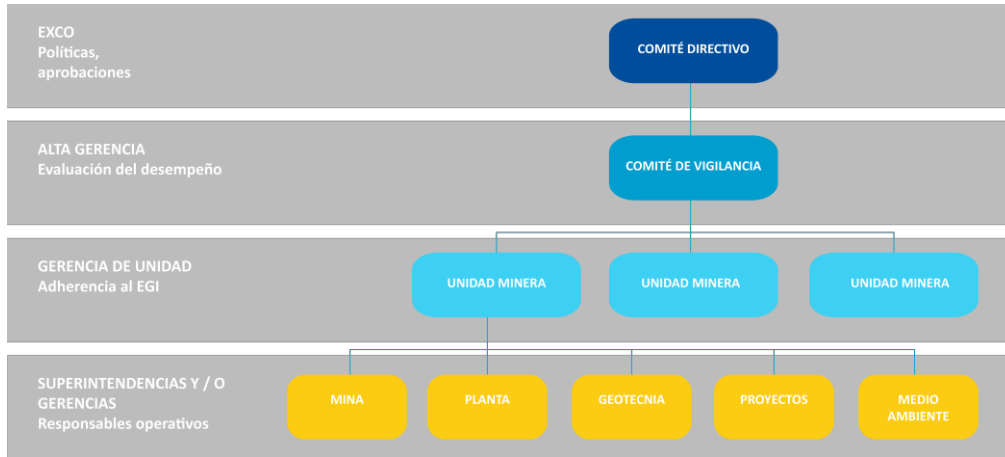 EXCO
Políticas,
aprobaciones
COMITÉ DIRECTIVO
ALTA GERENCIA
Evaluación del desempeño
COMITÉ DE VIGILANCIA
GERENCIA DE UNIDAD
Adherencia al EGI
UNIDAD MINERA
UNIDAD MINERA
UNIDAD MINERA
SUPERINTENDENCIAS Y / O
GERENCIAS
Responsables operativos
MINA
PLANTA
GEOTECNIA
PROYECTOS
MEDIO
AMBIENTE